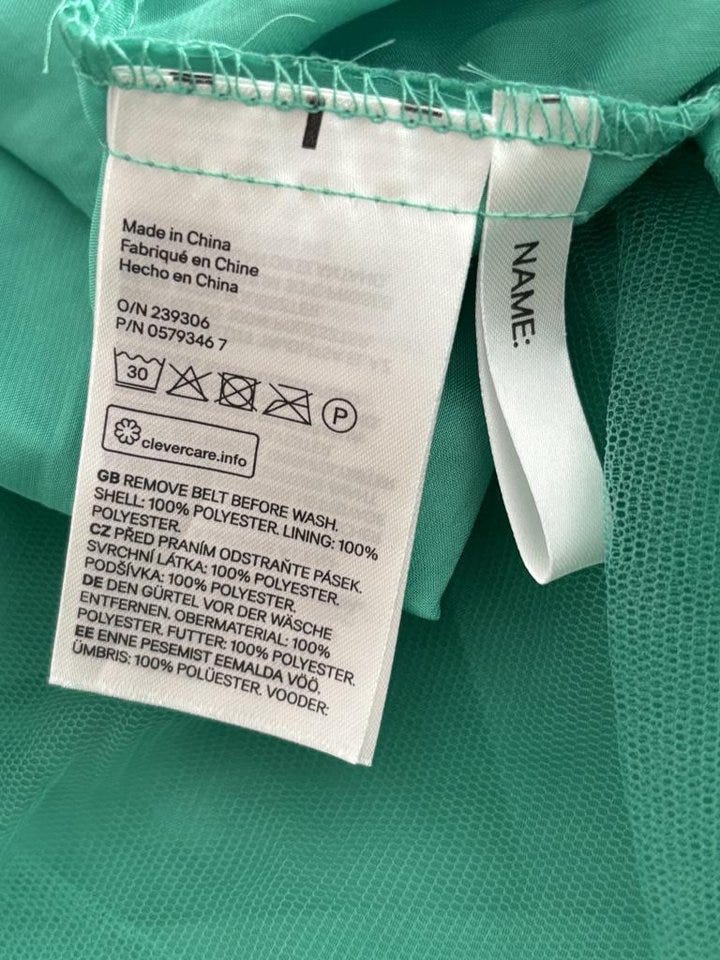 Made in China
Fabriqué en Chine
Hecho en China
O/N 239306
P/N 0579346 7
30
P
clevercare.info
GB REMOVE BELT BEFORE WASH.
SHELL: 100% POLYESTER. LINING: 100%
POLYESTER.
CZ PŘED PRANÍM ODSTRAŇTE PÁSEK.
SVRCHNÍ LÁTKA: 100% POLYESTER.
PODŠÍVKA: 100% POLYESTER.
DE DEN GÜRTEL VOR DER WÄSCHE
ENTFERNEN. OBERMATERIAL: 100%
POLYESTER. FUTTER: 100% POLYESTER.
EE ENNE PESEMIST EEMALDA VÖÖ.
ÜMBRIS: 100% POLÜESTER. VOODER:
NAME: